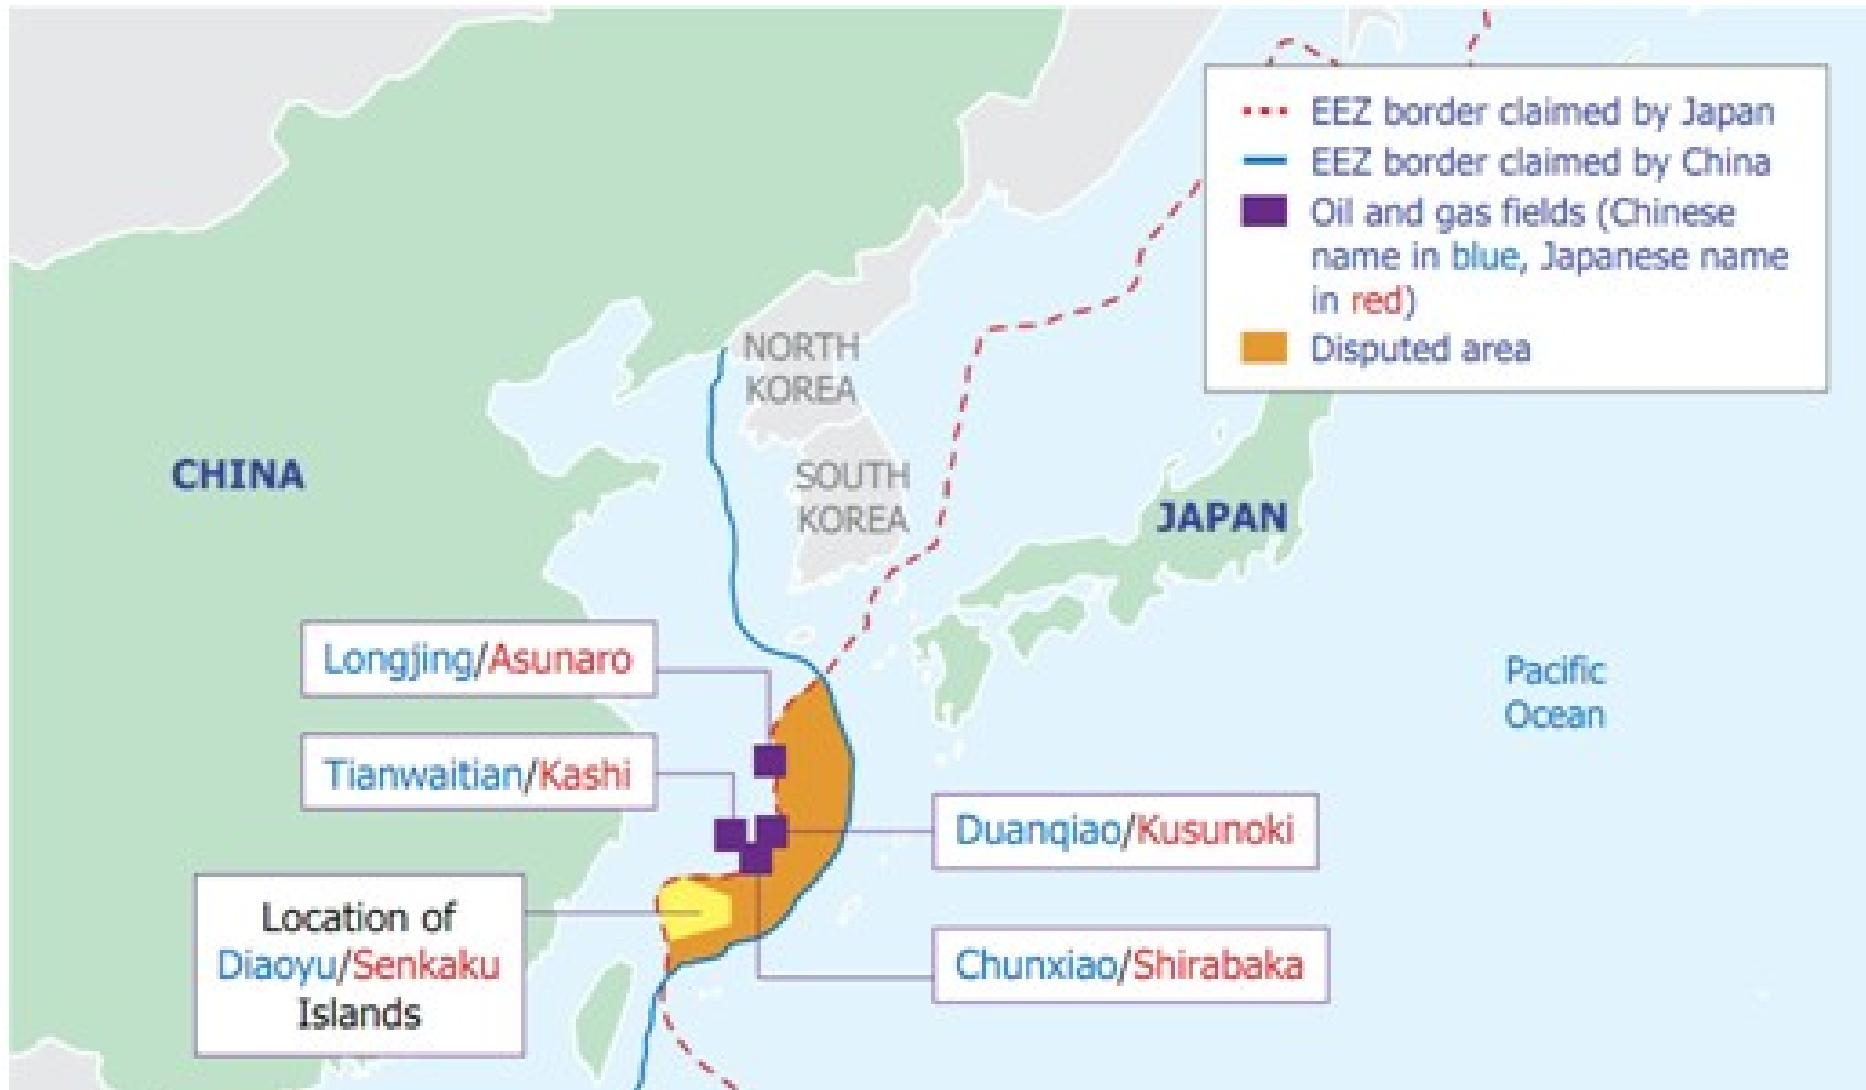 EEZ border claimed by Japan
EEZ border claimed by China
Oil and gas fields (Chinese
name in blue, Japanese name
in red)
Disputed area
NORTH
KOREA
CHINA
SOUTH
KOREA
JAPAN
Longjing/Asunaro
Pacific
Ocean
Tianwaitian/Kashi
Duanqiao/Kusunoki
Location of
Diaoyu/Senkaku
Islands
Chunxiao/Shirabaka